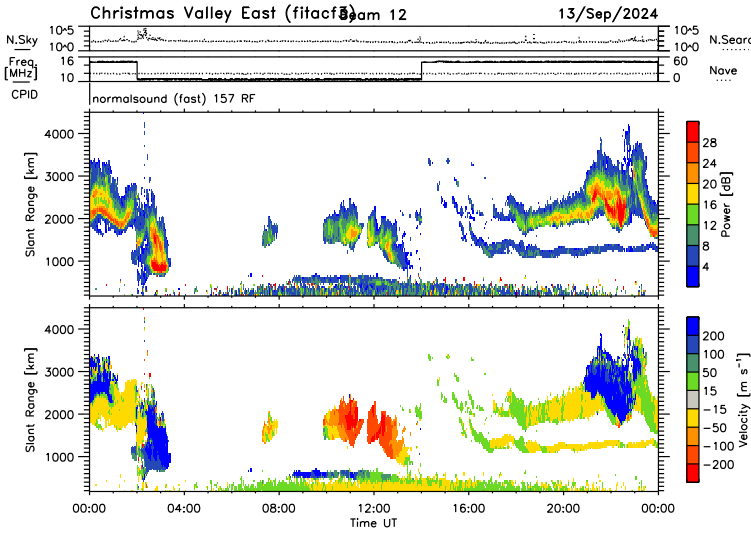 Christmas Valley East (fitacf3) Beam 12 13/Sep/2024
N.Sky 10^5 10^0 10^5 10^0 N.Search
Freq. [MHz] 16 10 60 0 Nave
CPID normalsound (fast) 157 RF
Slant Range [km] 4000 3000 2000 1000
Power [dB] 28 24 20 16 12 8 4
Slant Range [km] 4000 3000 2000 1000
Velocity [m s⁻¹] 200 100 50 15 −15 −50 −100 −200
00:00 04:00 08:00 12:00 16:00 20:00 00:00
Time UT